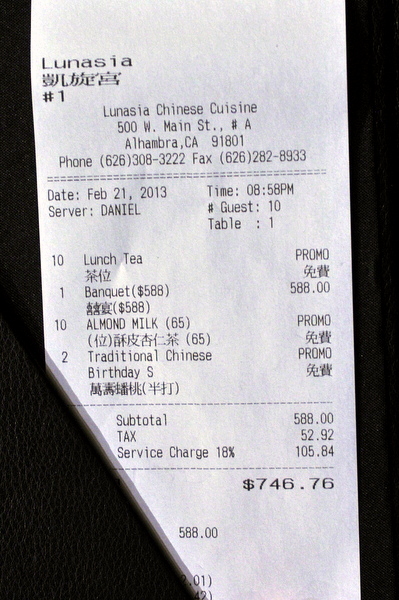 Lunasia
凱旋宮
#1
Lunasia Chinese Cuisine
500 W. Main St., # A
Alhambra,CA 91801
Phone (626)308-3222 Fax (626)282-8933
Date: Feb 21, 2013 Time: 08:58PM
Server: DANIEL # Guest: 10
Table : 1
10 Lunch Tea PROMO
茶位 免費
1 Banquet($588) 588.00
囍宴($588)
10 ALMOND MILK (65) PROMO
(位)酥皮杏仁茶 (65) 免費
2 Traditional Chinese PROMO
Birthday S 免費
萬壽蟠桃(半打)
Subtotal 588.00
TAX 52.92
Service Charge 18% 105.84
$746.76
588.00
2.01)
42)